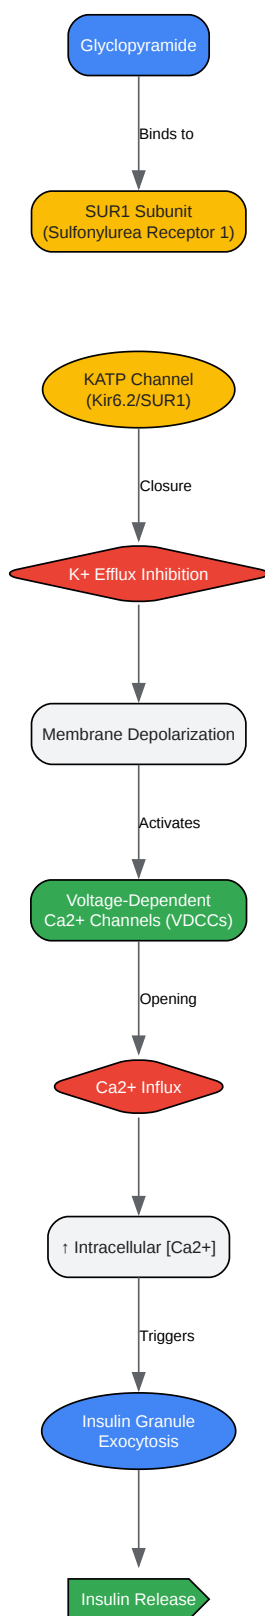 Glyclopyramide
Binds to
SUR1 Subunit
(Sulfonylurea Receptor 1)
KATP Channel
(Kir6.2/SUR1)
Closure
K+ Efflux Inhibition
Membrane Depolarization
Activates
Voltage-Dependent
Ca2+ Channels (VDCCs)
Opening
Ca2+ Influx
↑ Intracellular [Ca2+]
Triggers
Insulin Granule
Exocytosis
Insulin Release